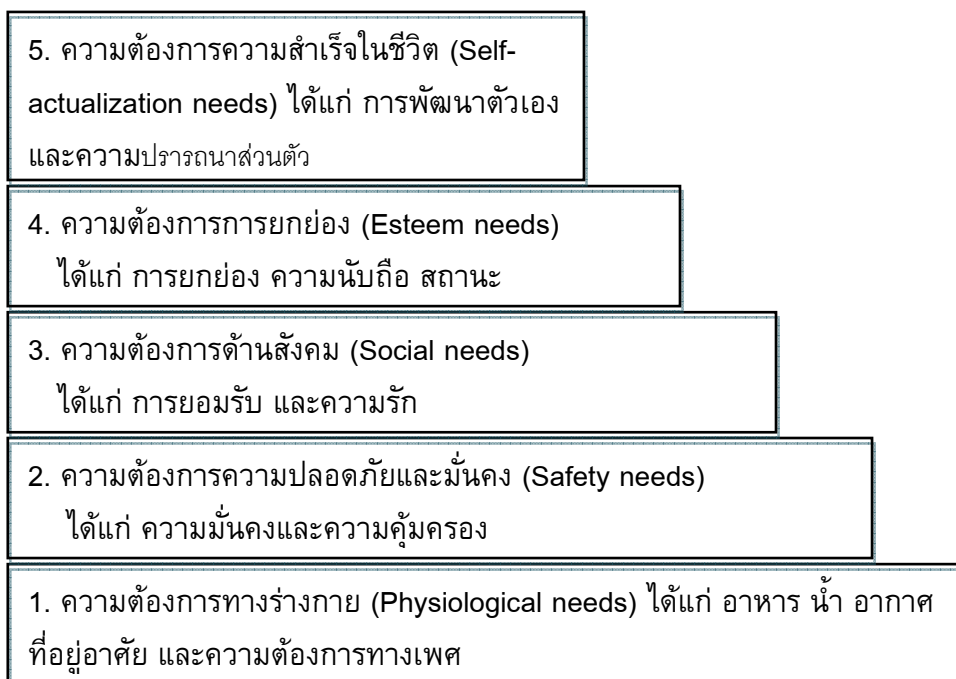 5. ความต้องการความสำเร็จในชีวิต (Self-
actualization needs) ได้แก่ การพัฒนาตัวเอง
และความปรารถนาส่วนตัว
4. ความต้องการการยกย่อง (Esteem needs)
ได้แก่ การยกย่อง ความนับถือ สถานะ
3. ความต้องการด้านสังคม (Social needs)
ได้แก่ การยอมรับ และความรัก
2. ความต้องการความปลอดภัยและมั่นคง (Safety needs)
ได้แก่ ความมั่นคงและความคุ้มครอง
1. ความต้องการทางร่างกาย (Physiological needs) ได้แก่ อาหาร น้ำ อากาศ
ที่อยู่อาศัย และความต้องการทางเพศ